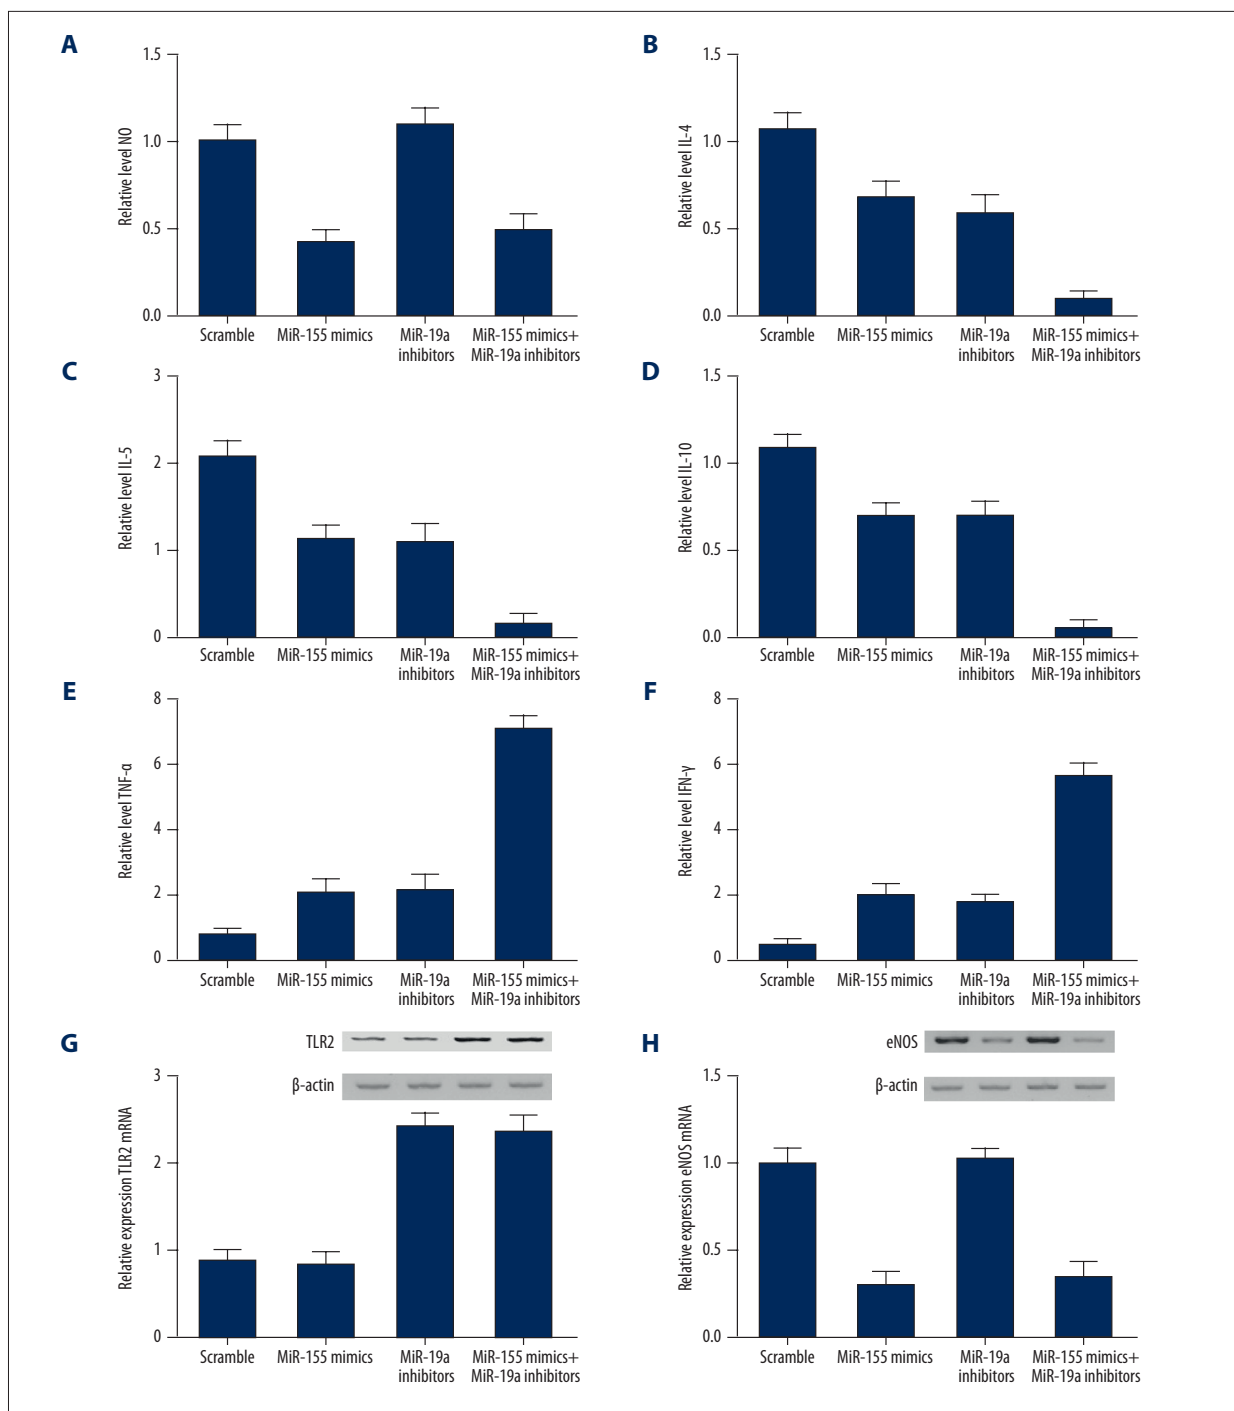 A
Relative level NO
1.5
1.0
0.5
0.0
Scramble
MiR-155 mimics
MiR-19a
inhibitors
MiR-155 mimics+
MiR-19a inhibitors
B
Relative level IL-4
1.5
1.0
0.5
0.0
Scramble
MiR-155 mimics
MiR-19a
inhibitors
MiR-155 mimics+
MiR-19a inhibitors
C
Relative level IL-5
3
2
1
0
Scramble
MiR-155 mimics
MiR-19a
inhibitors
MiR-155 mimics+
MiR-19a inhibitors
D
Relative level IL-10
1.5
1.0
0.5
0.0
Scramble
MiR-155 mimics
MiR-19a
inhibitors
MiR-155 mimics+
MiR-19a inhibitors
E
Relative level TNF-α
8
6
4
2
0
Scramble
MiR-155 mimics
MiR-19a
inhibitors
MiR-155 mimics+
MiR-19a inhibitors
F
Relative level IFN-γ
8
6
4
2
0
Scramble
MiR-155 mimics
MiR-19a
inhibitors
MiR-155 mimics+
MiR-19a inhibitors
G
TLR2
β-actin
Relative expression TLR2 mRNA
3
2
1
0
Scramble
MiR-155 mimics
MiR-19a
inhibitors
MiR-155 mimics+
MiR-19a inhibitors
H
eNOS
β-actin
Relative expression eNOS mRNA
1.5
1.0
0.5
0.0
Scramble
MiR-155 mimics
MiR-19a
inhibitors
MiR-155 mimics+
MiR-19a inhibitors